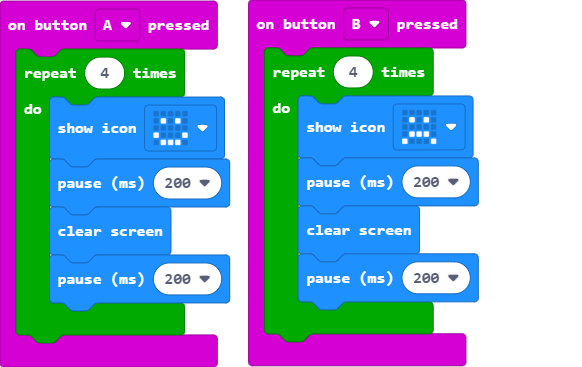 on button A pressed
repeat 4 times
do
show icon
pause (ms) 200
clear screen
pause (ms) 200
on button B pressed
repeat 4 times
do
show icon
pause (ms) 200
clear screen
pause (ms) 200